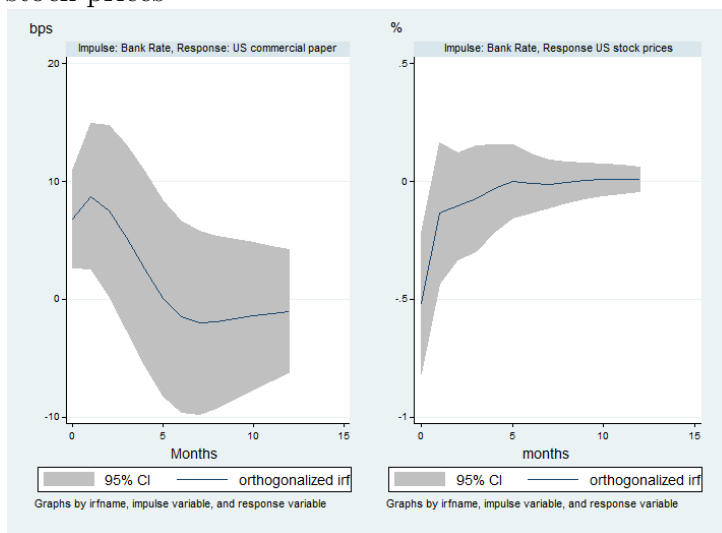 stock prices
bps
Impulse: Bank Rate, Response: US commercial paper
20
10
0
-10
0 5 10 15
Months
95% CI orthogonalized irf
Graphs by irfname, impulse variable, and response variable
%
Impulse: Bank Rate, Response US stock prices
.5
0
-.5
-1
0 5 10 15
months
95% CI orthogonalized irf
Graphs by irfname, impulse variable, and response variable